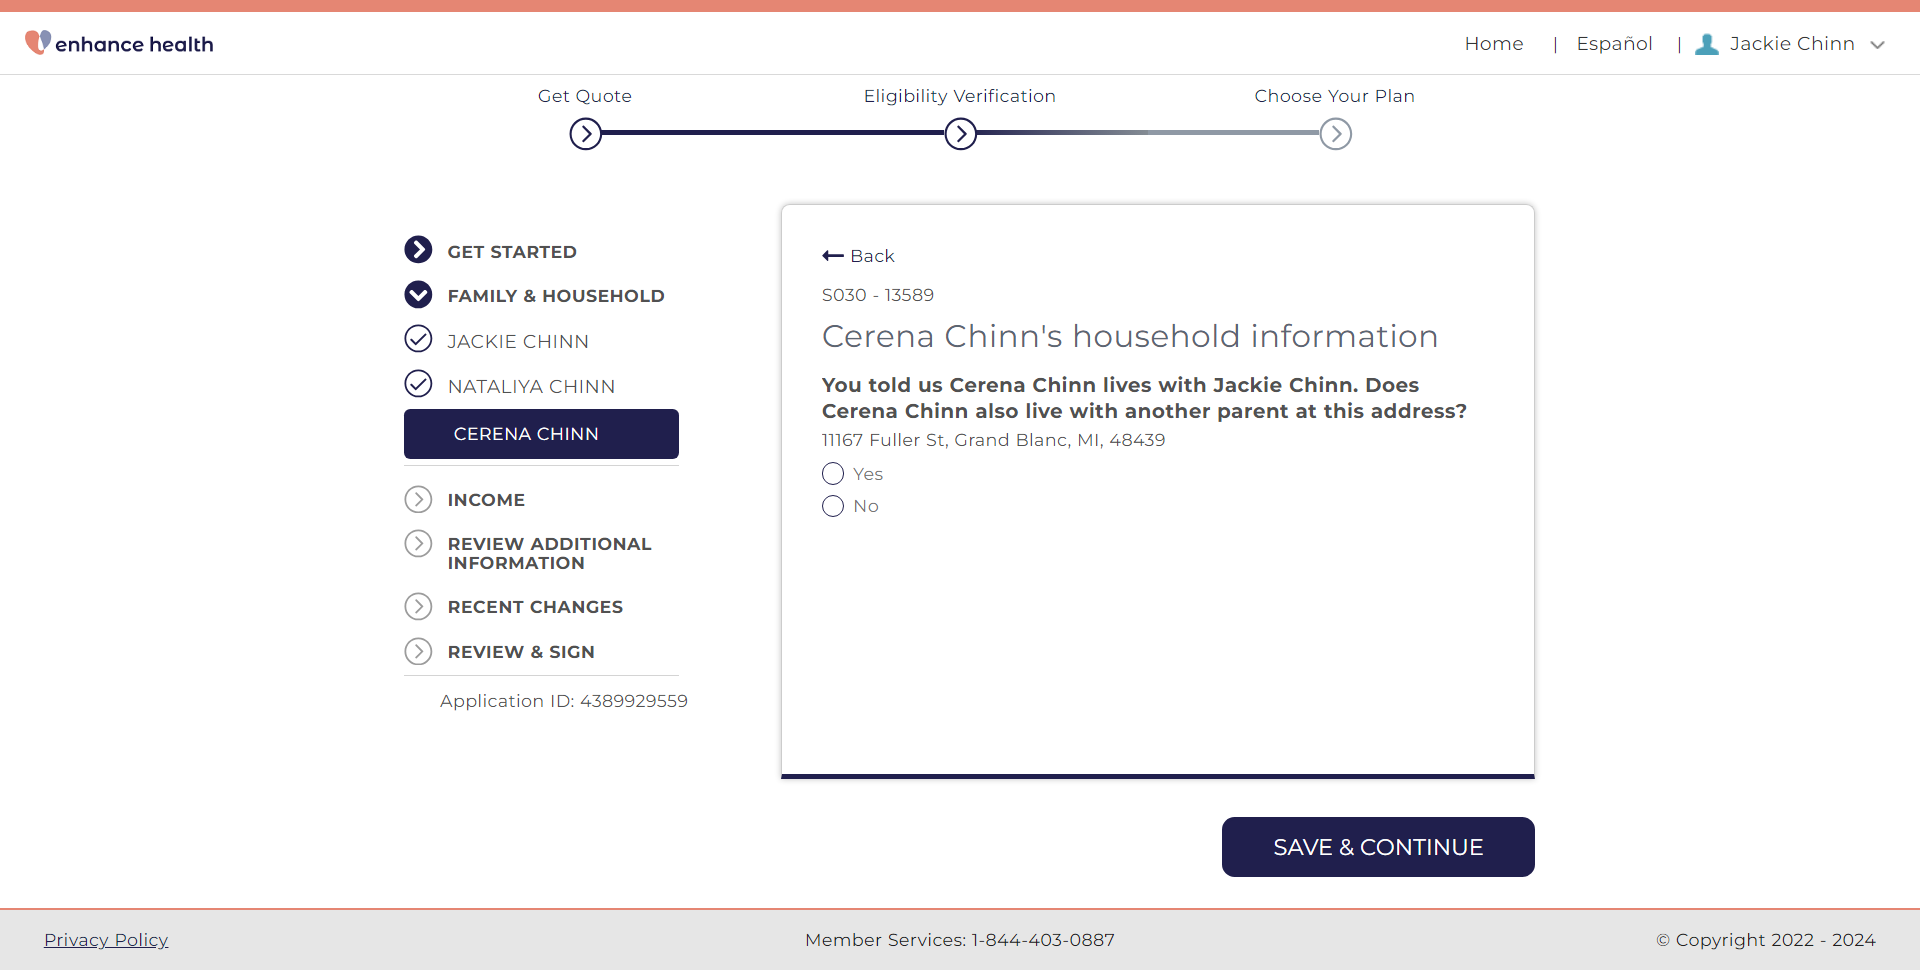 enhance health
Home | Español | Jackie Chinn
Get Quote
Eligibility Verification
Choose Your Plan
GET STARTED
FAMILY & HOUSEHOLD
JACKIE CHINN
NATALIYA CHINN
CERENA CHINN
INCOME
REVIEW ADDITIONAL
INFORMATION
RECENT CHANGES
REVIEW & SIGN
Application ID: 4389929559
Back
S030 - 13589
Cerena Chinn's household information
You told us Cerena Chinn lives with Jackie Chinn. Does
Cerena Chinn also live with another parent at this address?
11167 Fuller St, Grand Blanc, MI, 48439
Yes
No
SAVE & CONTINUE
Privacy Policy
Member Services: 1-844-403-0887
© Copyright 2022 - 2024